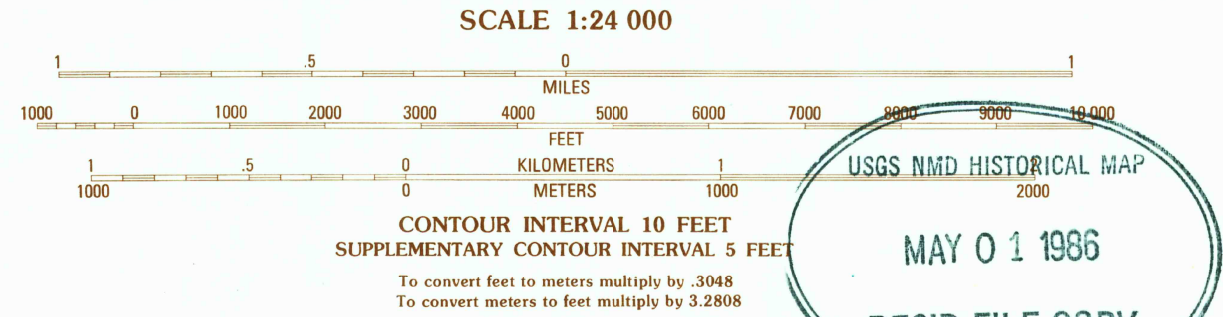 SCALE 1:24 000
1 .5 0 1
MILES
1000 0 1000 2000 3000 4000 5000 6000 7000 8000 9000 10 000
FEET
1 .5 0 KILOMETERS 1 2
1000 0 METERS 1000 2000
CONTOUR INTERVAL 10 FEET
SUPPLEMENTARY CONTOUR INTERVAL 5 FEET
To convert feet to meters multiply by .3048
To convert meters to feet multiply by 3.2808
USGS NMD HISTORICAL MAP
MAY 0 1 1986
FILE COPY